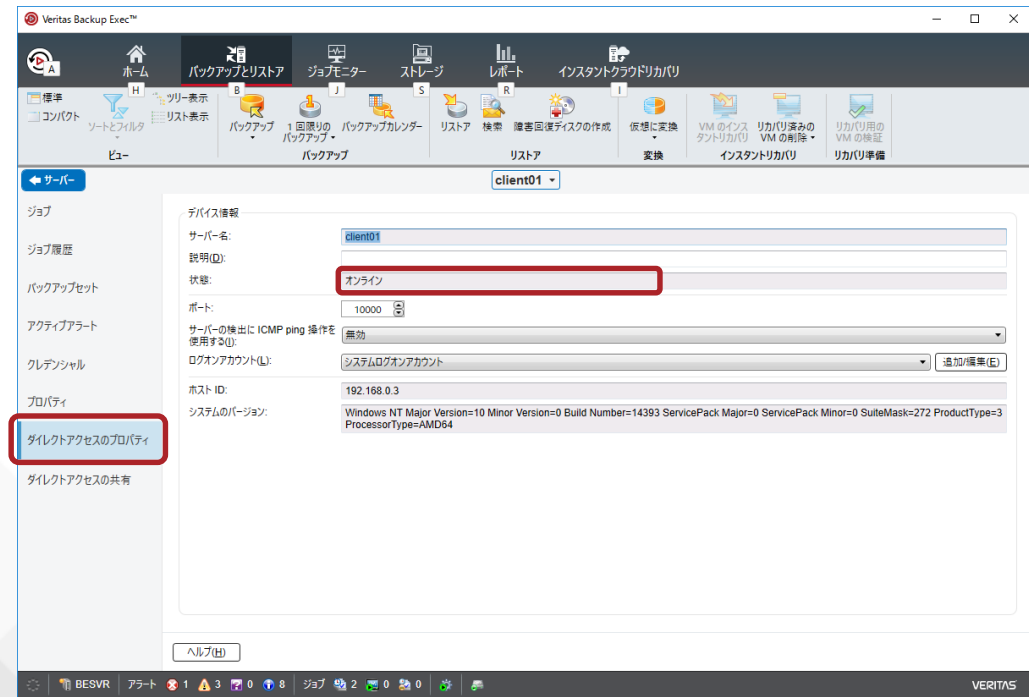 Veritas Backup Exec™
A
ホーム
バックアップとリストア
ジョブモニター
ストレージ
レポート
インスタントクラウドリカバリ
H
B
J
S
R
I
標準
コンパクト
ソートとフィルタ
ツリー表示
リスト表示
ビュー
バックアップ
1 回限りの
バックアップ
バックアップカレンダー
バックアップ
リストア
検索
障害回復ディスクの作成
リストア
仮想に変換
変換
VM のインス
タントリカバリ
リカバリ済みの
VM の削除
インスタントリカバリ
リカバリ用の
VM の検証
リカバリ準備
サーバー
client01
ジョブ
ジョブ履歴
バックアップセット
アクティブアラート
クレデンシャル
プロパティ
ダイレクトアクセスのプロパティ
ダイレクトアクセスの共有
デバイス情報
サーバー名: client01
説明(D):
状態: オンライン
ポート: 10000
サーバーの検出に ICMP ping 操作を
使用する(I): 無効
ログオンアカウント(L): システムログオンアカウント 追加/編集(E)
ホスト ID: 192.168.0.3
システムのバージョン: Windows NT Major Version=10 Minor Version=0 Build Number=14393 ServicePack Major=0 ServicePack Minor=0 SuiteMask=272 ProductType=3
ProcessorType=AMD64
ヘルプ(H)
BESVR アラート 1 3 0 8 ジョブ 2 0 0 VERITAS